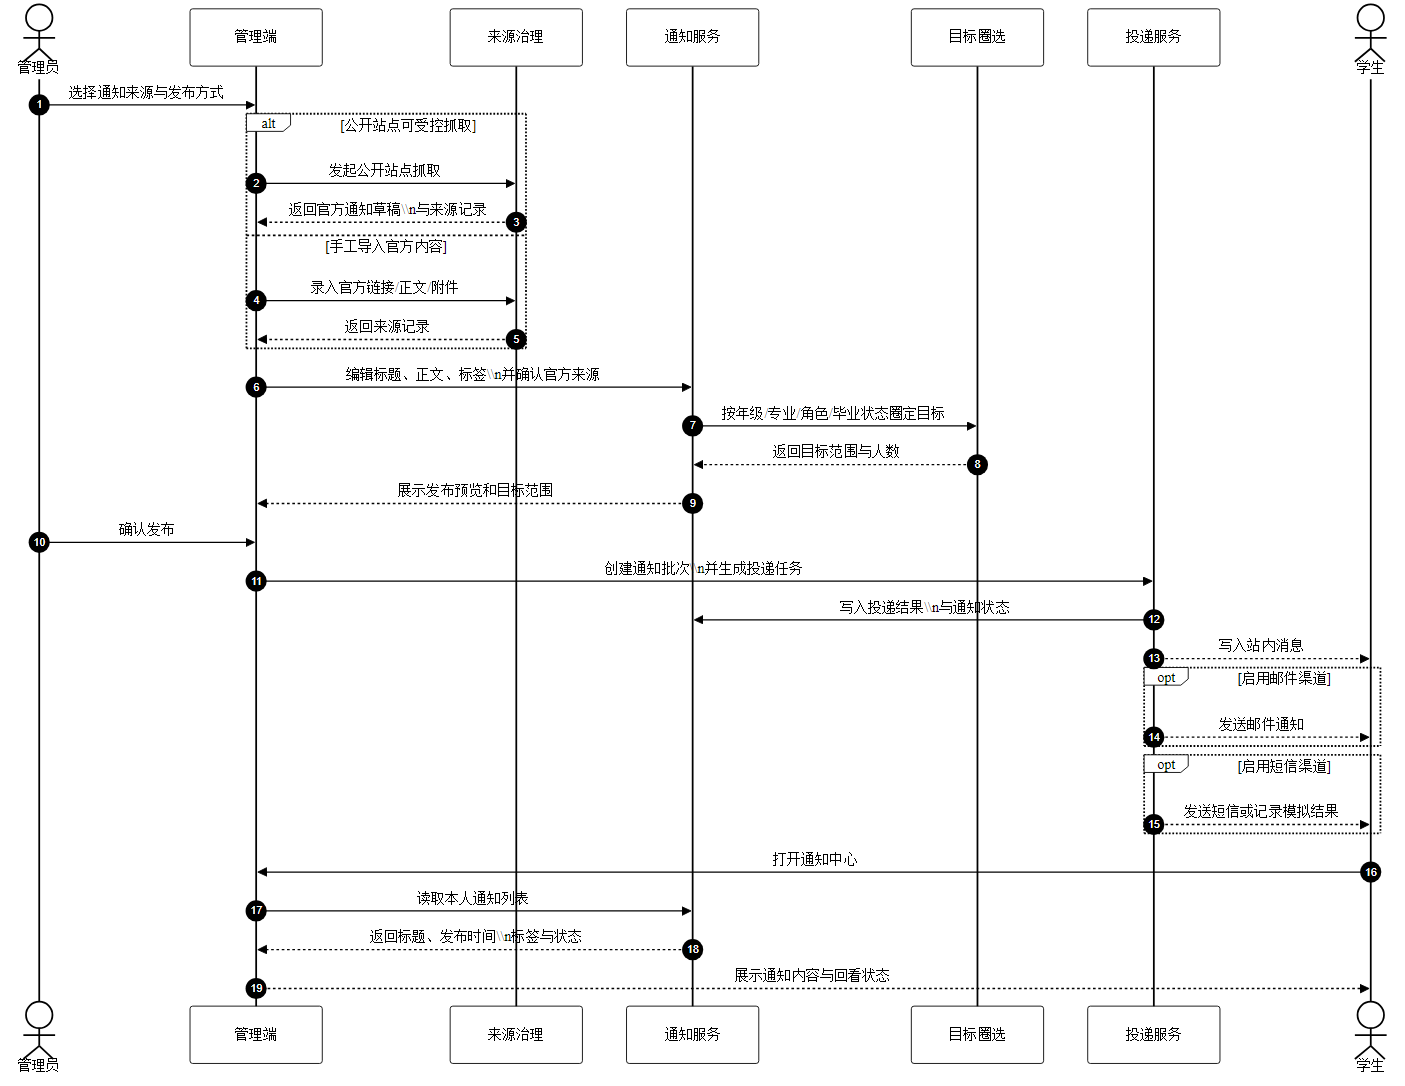 管理员
管理端
来源治理
通知服务
目标圈选
投递服务
学生
选择通知来源与发布方式
1
alt
[公开站点可受控抓取]
发起公开站点抓取
2
返回官方通知草稿\\n与来源记录
3
[手工导入官方内容]
录入官方链接/正文/附件
4
返回来源记录
5
编辑标题、正文、标签\\n并确认官方来源
6
按年级/专业/角色/毕业状态圈定目标
7
返回目标范围与人数
8
展示发布预览和目标范围
9
确认发布
10
创建通知批次\\n并生成投递任务
11
写入投递结果\\n与通知状态
12
写入站内消息
13
opt
[启用邮件渠道]
发送邮件通知
14
opt
[启用短信渠道]
发送短信或记录模拟结果
15
打开通知中心
16
读取本人通知列表
17
返回标题、发布时间\\n标签与状态
18
展示通知内容与回看状态
19
管理员
管理端
来源治理
通知服务
目标圈选
投递服务
学生